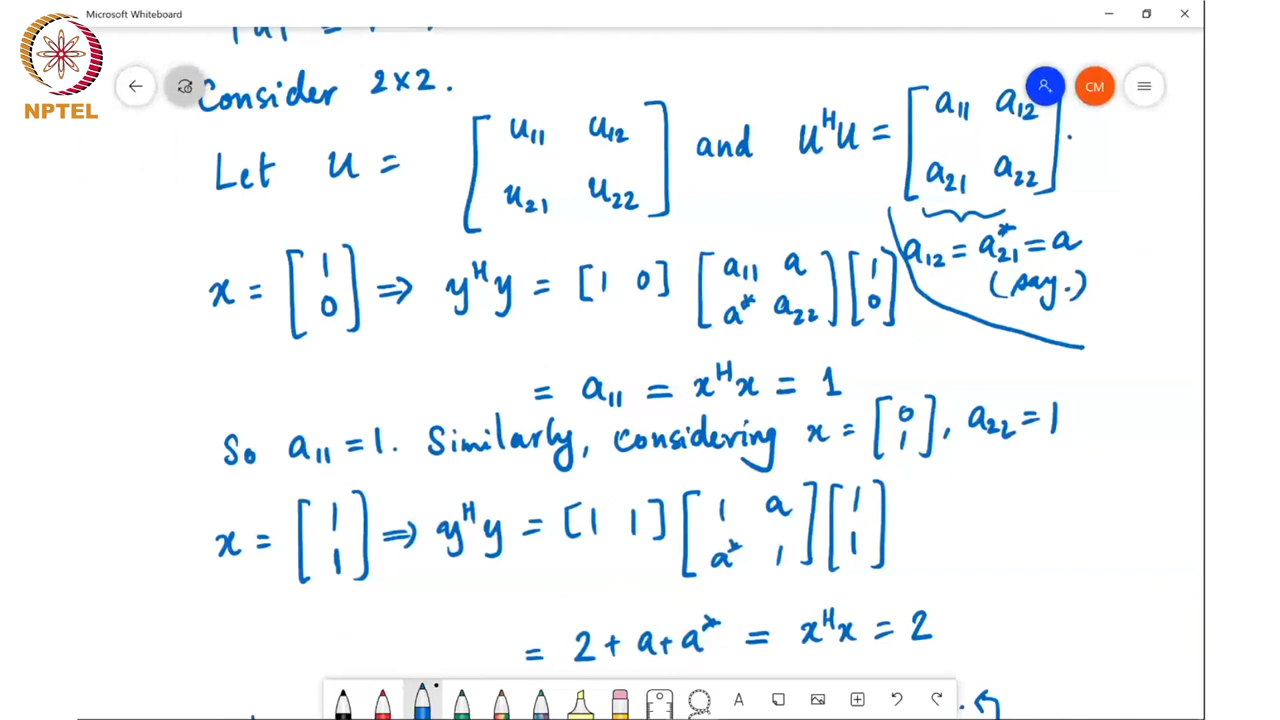 Microsoft Whiteboard
NPTEL
CM
Consider 2×2.
Let U = [ u11 u12 ; u21 u22 ] and U^H U = [ a11 a12 ; a21 a22 ].
a12 = a21* = a
(say.)
x = [ 1 ; 0 ] ⇒ y^H y = [1 0] [ a11 a ; a* a22 ] [ 1 ; 0 ]
= a11 = x^H x = 1
So a11 = 1. Similarly, considering x = [ 0 ; 1 ], a22 = 1
x = [ 1 ; 1 ] ⇒ y^H y = [1 1] [ 1 a ; a* 1 ] [ 1 ; 1 ]
= 2 + a + a* = x^H x = 2
A